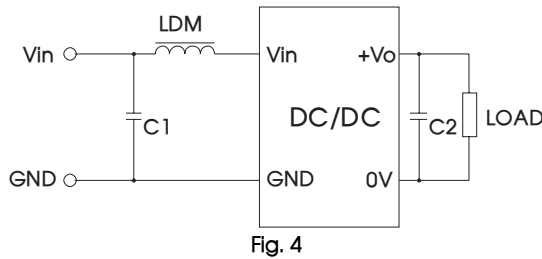 LDM
Vin
Vin
+Vo
C1
DC/DC
C2
LOAD
GND
GND
0V
Fig. 4